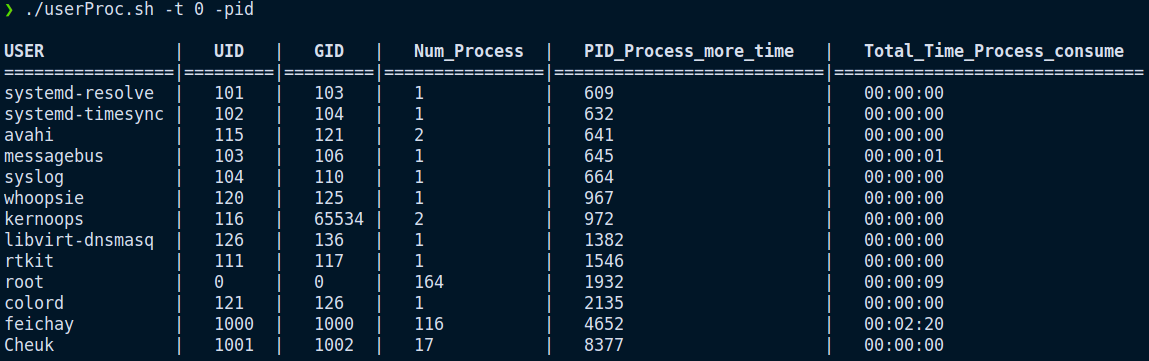 ❯ ./userProc.sh -t 0 -pid
USER             |   UID   |   GID   |   Num_Process  |   PID_Process_more_time   |   Total_Time_Process_consume
=================|=========|=========|================|===========================|===============================
systemd-resolve  |   101   |   103   |   1            |   609                     |   00:00:00
systemd-timesync |   102   |   104   |   1            |   632                     |   00:00:00
avahi            |   115   |   121   |   2            |   641                     |   00:00:00
messagebus       |   103   |   106   |   1            |   645                     |   00:00:01
syslog           |   104   |   110   |   1            |   664                     |   00:00:00
whoopsie         |   120   |   125   |   1            |   967                     |   00:00:00
kernoops         |   116   |   65534 |   2            |   972                     |   00:00:00
libvirt-dnsmasq  |   126   |   136   |   1            |   1382                    |   00:00:00
rtkit            |   111   |   117   |   1            |   1546                    |   00:00:00
root             |   0     |   0     |   164          |   1932                    |   00:00:09
colord           |   121   |   126   |   1            |   2135                    |   00:00:00
feichay          |   1000  |   1000  |   116          |   4652                    |   00:02:20
Cheuk            |   1001  |   1002  |   17           |   8377                    |   00:00:00